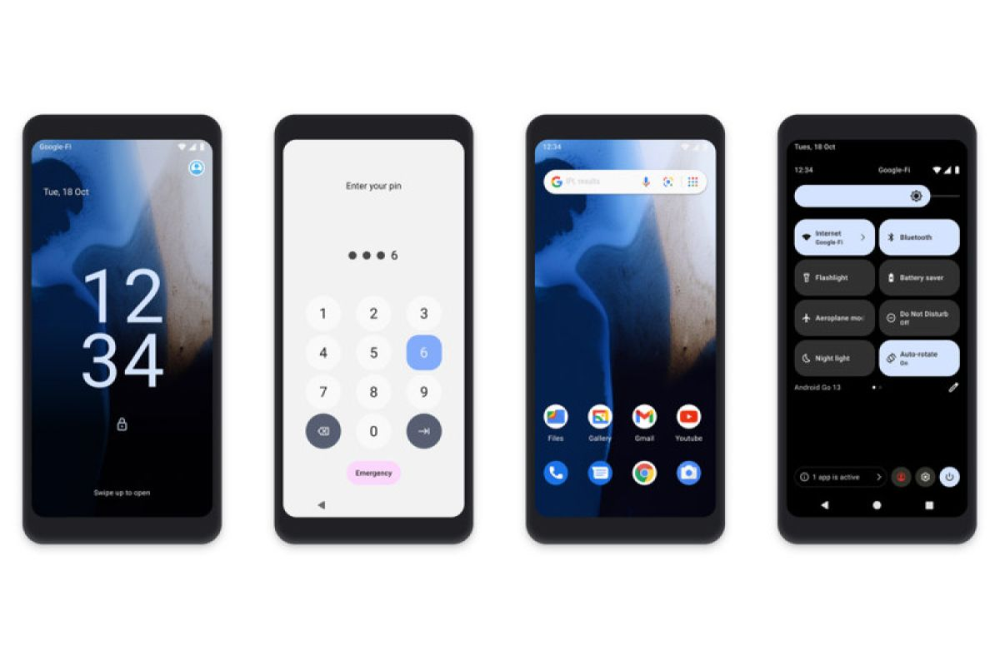 Google-Fi
Tue, 18 Oct
12
34
Swipe up to open
Enter your pin
6
1 2 3
4 5 6
7 8 9
0
Emergency
12:34
IPL results
Files Gallery Gmail Youtube
Tues, 18 Oct
12:34 Google-Fi
Internet
Google-Fi
Bluetooth
Flashlight
Battery saver
Aeroplane mo
Do Not Disturb
Off
Night light
Auto-rotate
On
Android Go 13
1 app is active